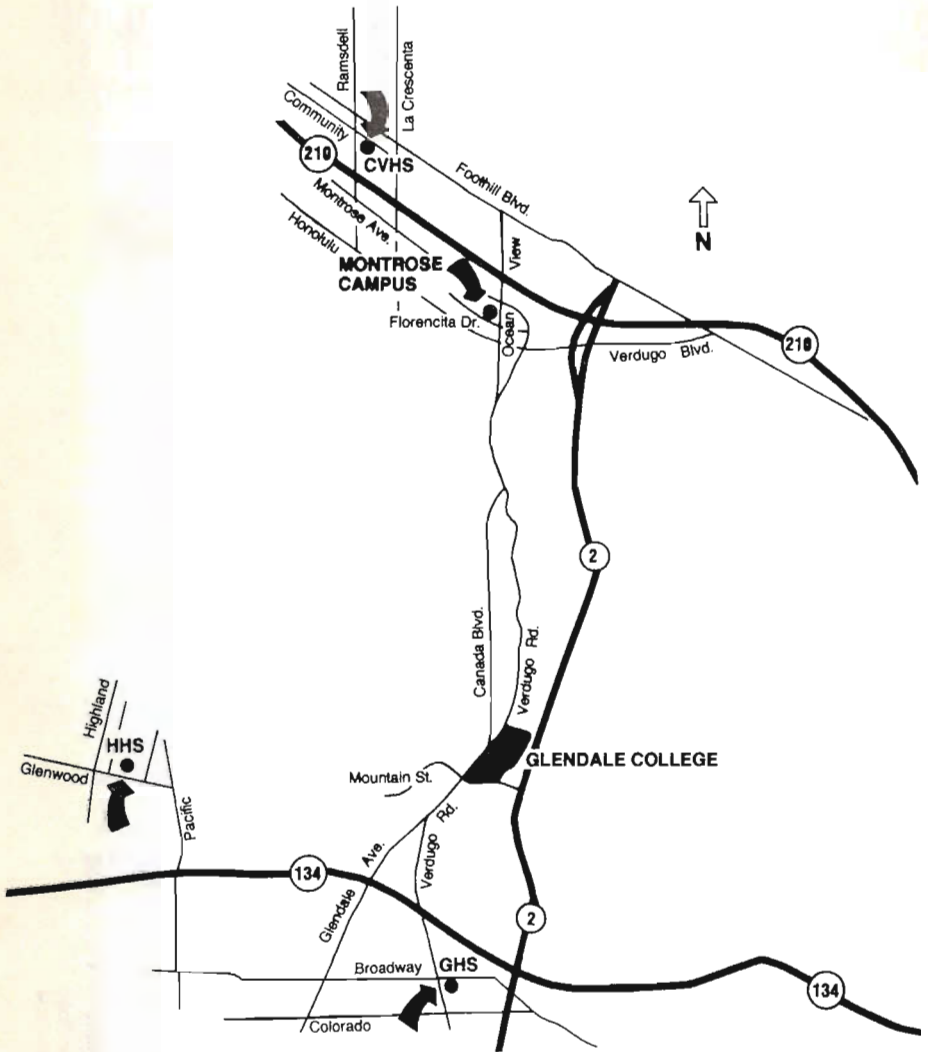 Ramsdell
La Crescenta
Community
210
CVHS
Foothill Blvd.
Montrose Ave.
Honolulu
N
View
MONTROSE
CAMPUS
Florencita Dr.
Ocean
Verdugo Blvd.
210
2
Canada Blvd.
Verdugo Rd.
Highland
HHS
Glenwood
GLENDALE COLLEGE
Mountain St.
Pacific
Verdugo Rd.
Glendale Ave.
134
2
Broadway
GHS
134
Colorado